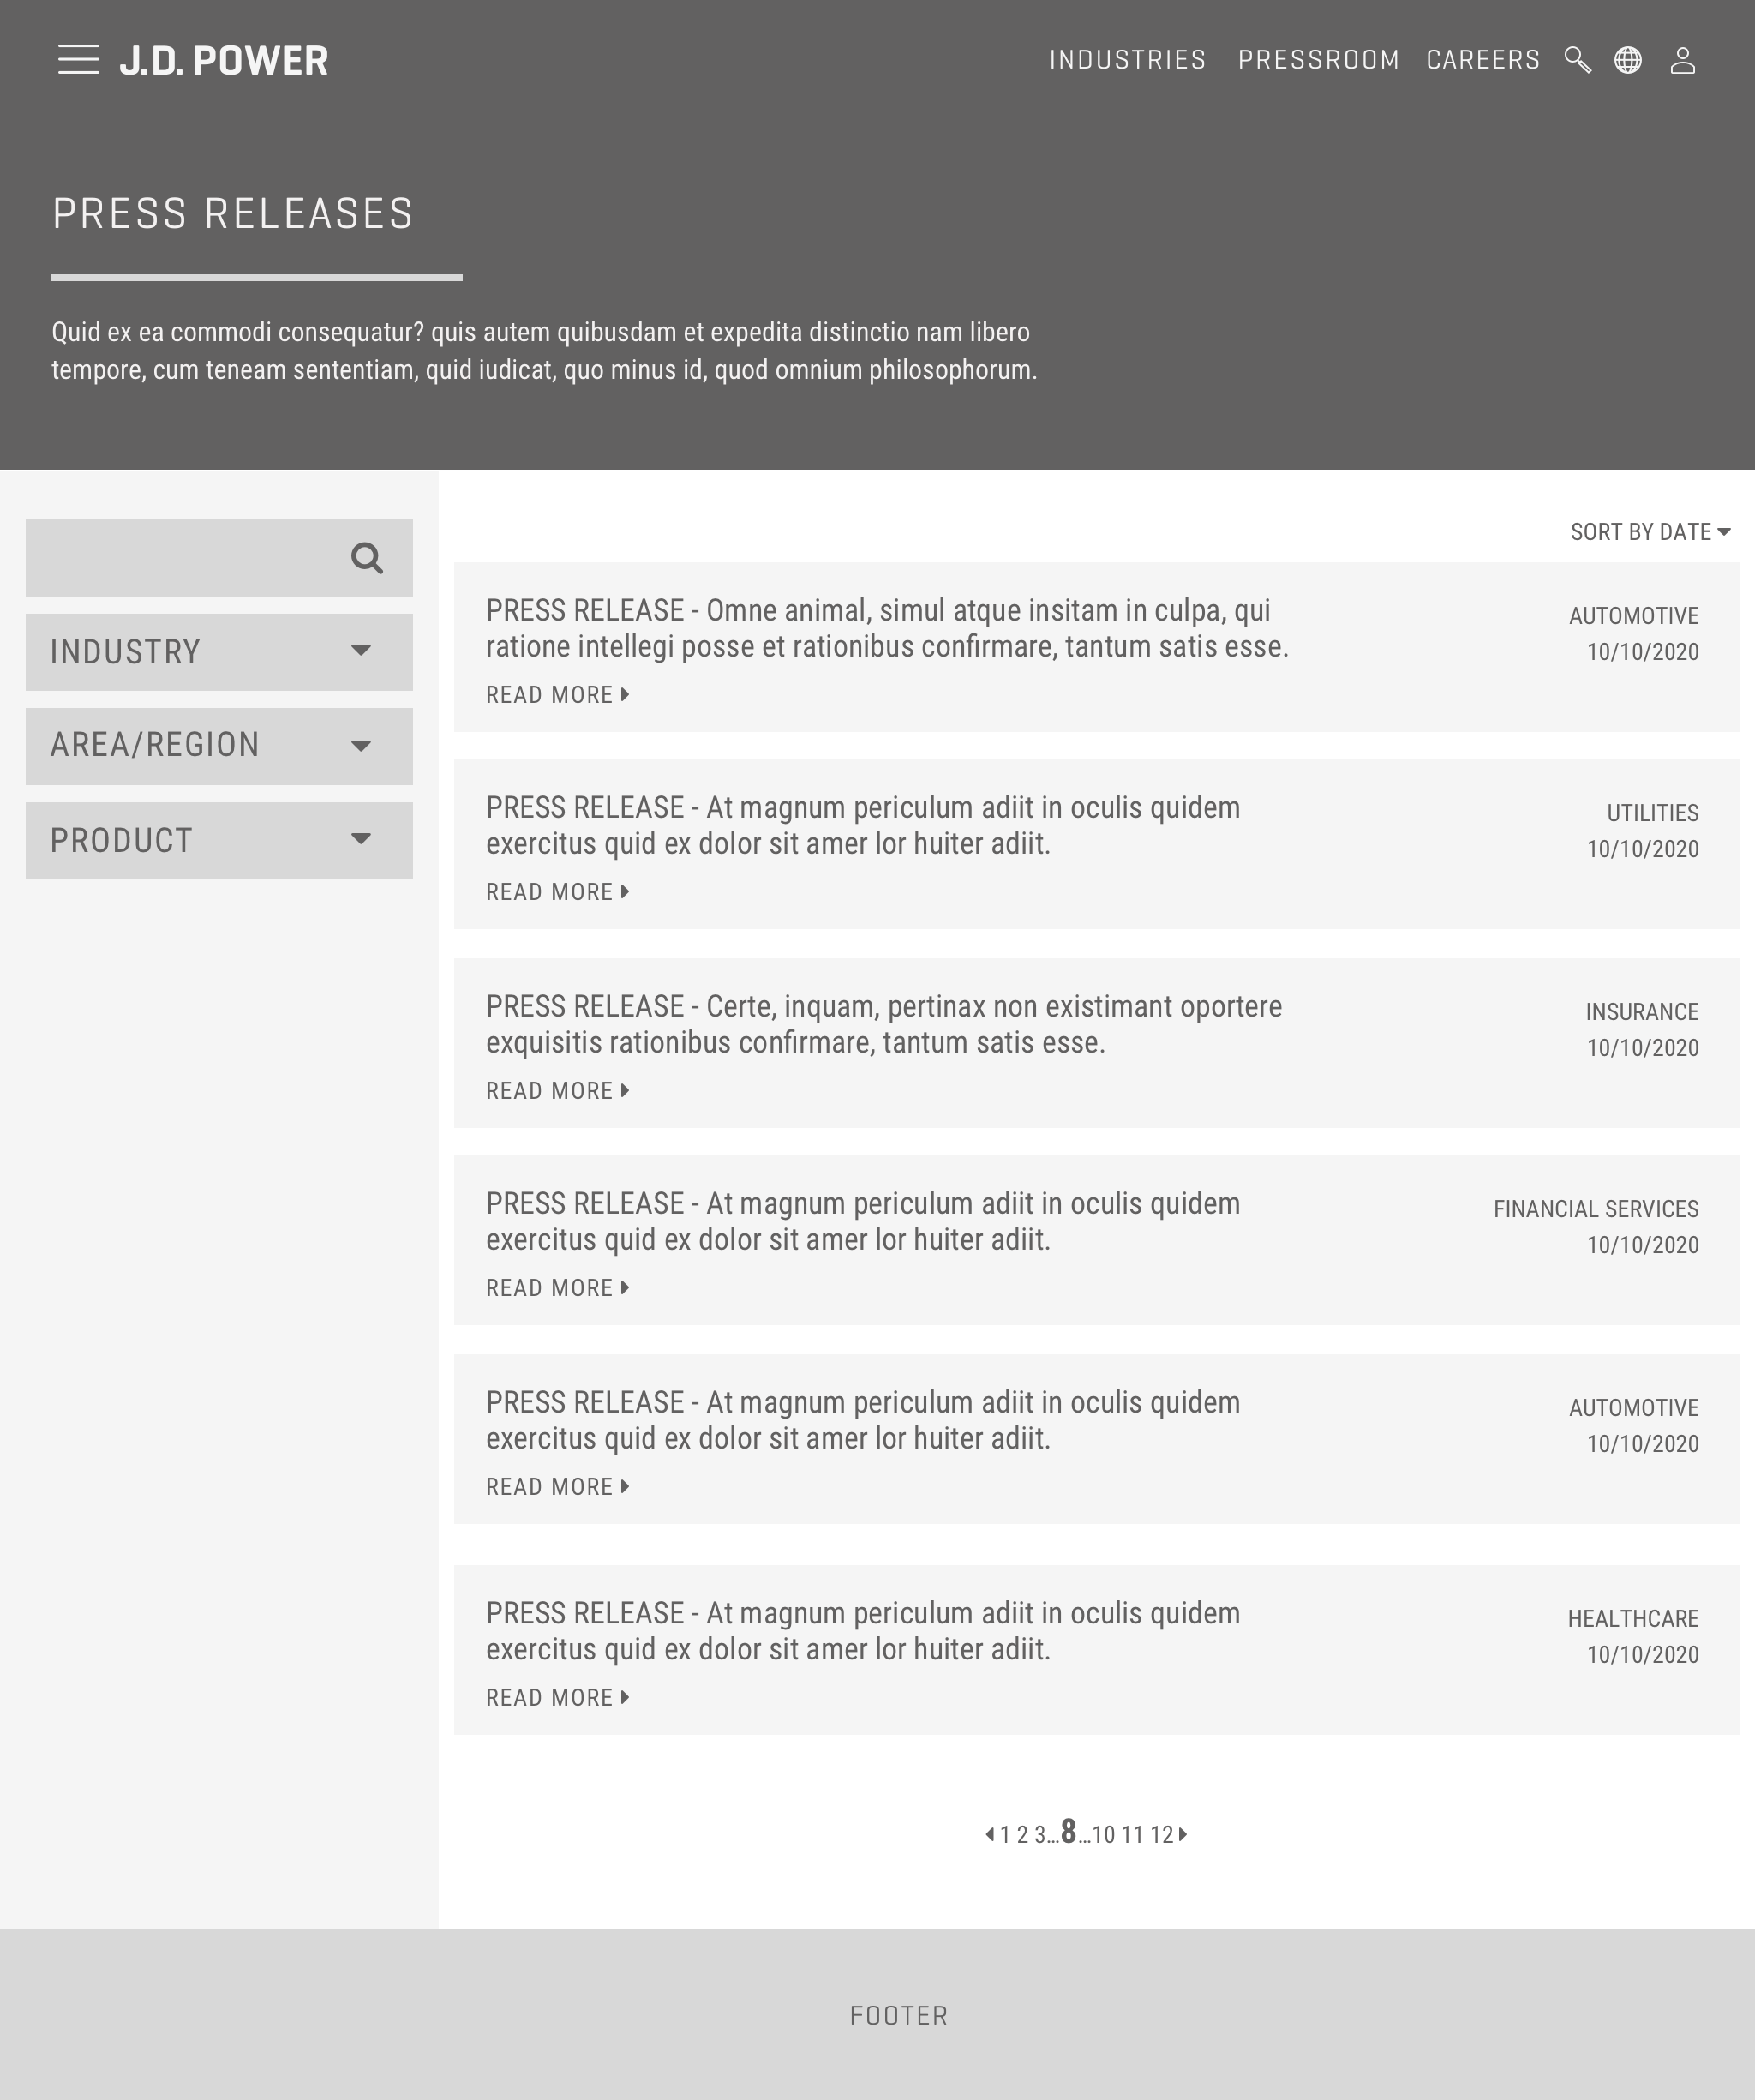 J.D. POWER
INDUSTRIES PRESSROOM CAREERS
PRESS RELEASES
Quid ex ea commodi consequatur? quis autem quibusdam et expedita distinctio nam libero
tempore, cum teneam sententiam, quid iudicat, quo minus id, quod omnium philosophorum.
INDUSTRY
AREA/REGION
PRODUCT
SORT BY DATE
PRESS RELEASE - Omne animal, simul atque insitam in culpa, qui
ratione intellegi posse et rationibus confirmare, tantum satis esse.
READ MORE
AUTOMOTIVE
10/10/2020
PRESS RELEASE - At magnum periculum adiit in oculis quidem
exercitus quid ex dolor sit amer lor huiter adiit.
READ MORE
UTILITIES
10/10/2020
PRESS RELEASE - Certe, inquam, pertinax non existimant oportere
exquisitis rationibus confirmare, tantum satis esse.
READ MORE
INSURANCE
10/10/2020
PRESS RELEASE - At magnum periculum adiit in oculis quidem
exercitus quid ex dolor sit amer lor huiter adiit.
READ MORE
FINANCIAL SERVICES
10/10/2020
PRESS RELEASE - At magnum periculum adiit in oculis quidem
exercitus quid ex dolor sit amer lor huiter adiit.
READ MORE
AUTOMOTIVE
10/10/2020
PRESS RELEASE - At magnum periculum adiit in oculis quidem
exercitus quid ex dolor sit amer lor huiter adiit.
READ MORE
HEALTHCARE
10/10/2020
1 2 3...8...10 11 12
FOOTER